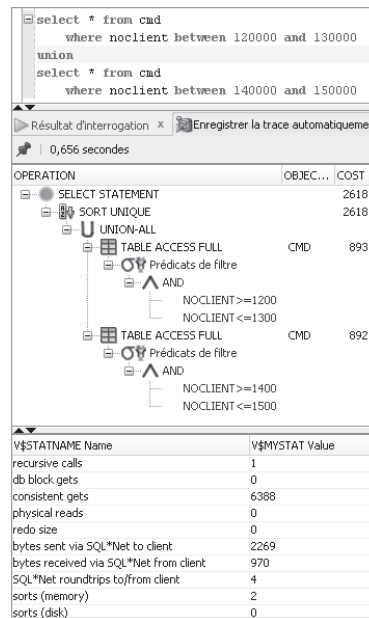 select * from cmd
where noclient between 120000 and 130000
union
select * from cmd
where noclient between 140000 and 150000
Résultat d'interrogation x Enregistrer la trace automatiqueme
0,656 secondes
OPERATION OBJEC... COST
SELECT STATEMENT 2618
SORT UNIQUE 2618
UNION-ALL
TABLE ACCESS FULL CMD 893
Prédicats de filtre
AND
NOCLIENT>=1200
NOCLIENT<=1300
TABLE ACCESS FULL CMD 892
Prédicats de filtre
AND
NOCLIENT>=1400
NOCLIENT<=1500
V$STATNAME Name V$MYSTAT Value
recursive calls 1
db block gets 0
consistent gets 6388
physical reads 0
redo size 0
bytes sent via SQL*Net to client 2269
bytes received via SQL*Net from client 970
SQL*Net roundtrips to/from client 4
sorts (memory) 2
sorts (disk) 0